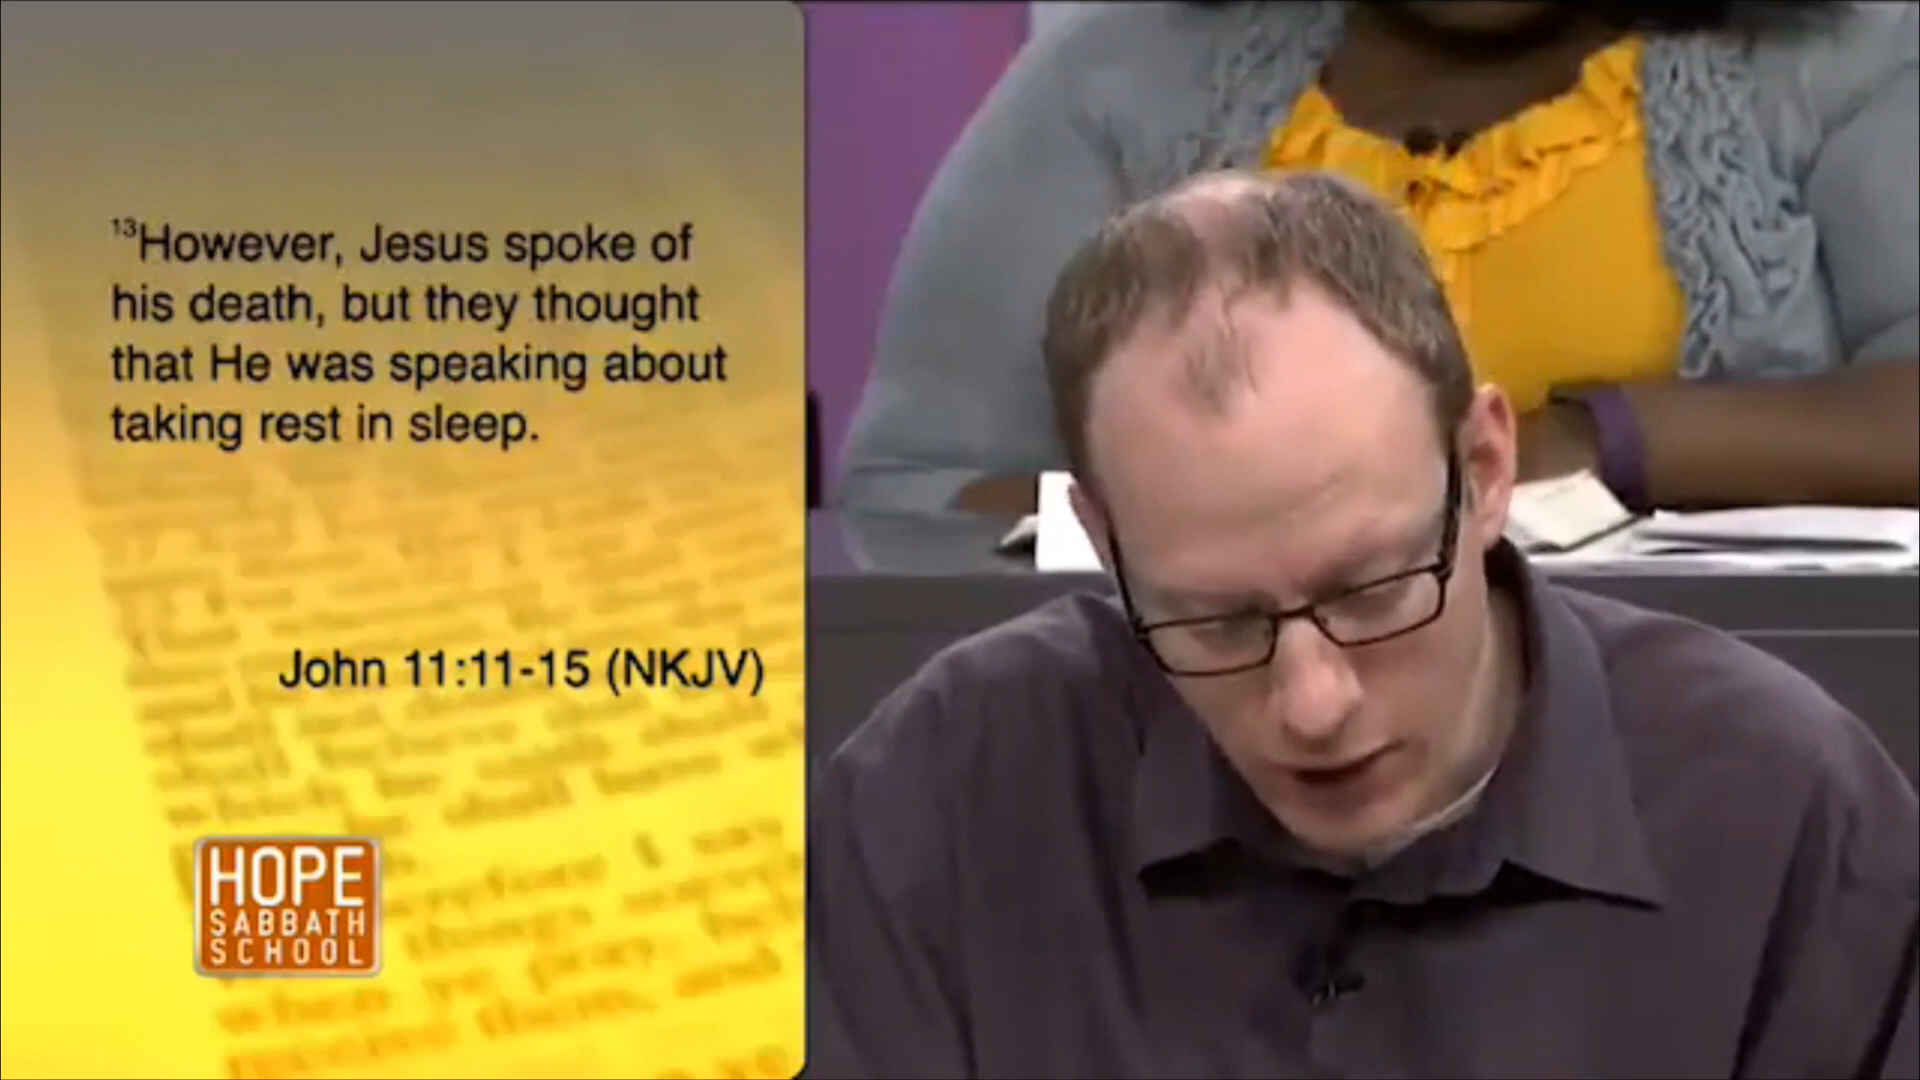 ¹³However, Jesus spoke of
his death, but they thought
that He was speaking about
taking rest in sleep.
John 11:11-15 (NKJV)
HOPE
SABBATH
SCHOOL